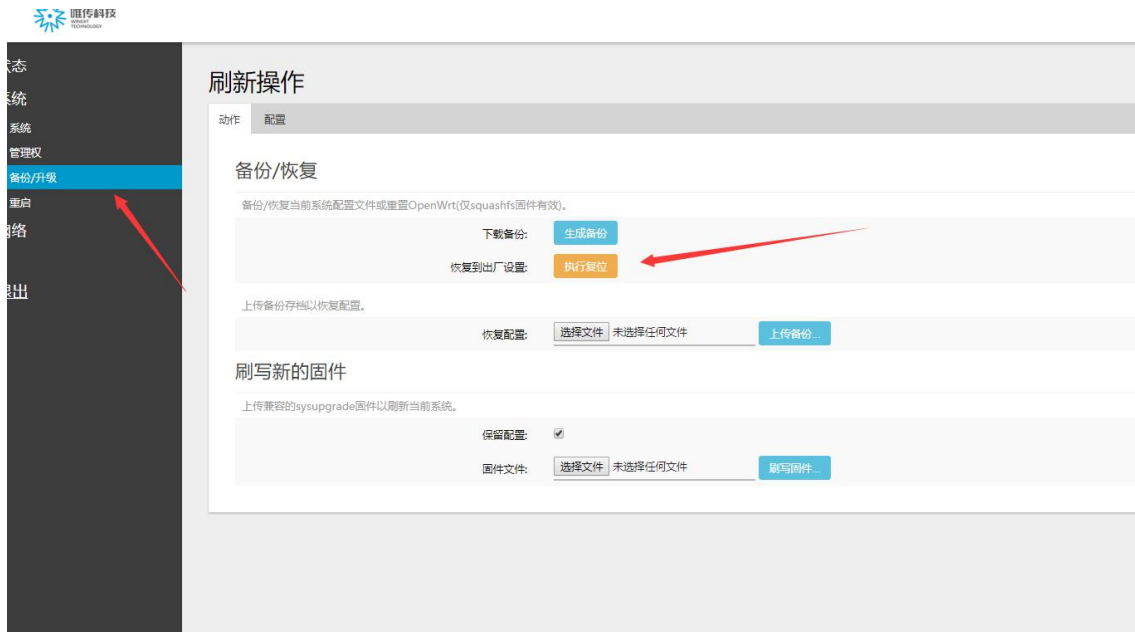 唯传科技
WINEXT
TECHNOLOGY
状态
系统
系统
管理权
备份/升级
重启
网络
退出
刷新操作
动作 配置
备份/恢复
备份/恢复当前系统配置文件或重置OpenWrt(仅squashfs固件有效)。
下载备份: 生成备份
恢复到出厂设置: 执行复位
上传备份存档以恢复配置。
恢复配置: 选择文件 未选择任何文件 上传备份...
刷写新的固件
上传兼容的sysupgrade固件以刷新当前系统。
保留配置:
固件文件: 选择文件 未选择任何文件 刷写固件...